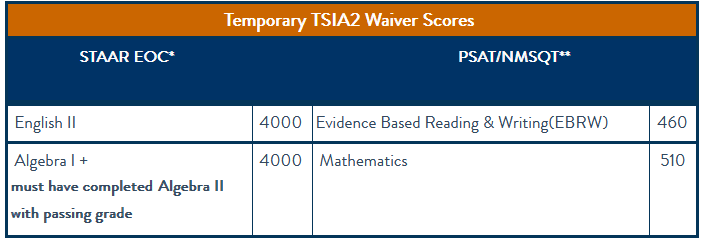 Temporary TSIA2 Waiver Scores
STAAR EOC* PSAT/NMSQT**
English II 4000 Evidence Based Reading & Writing(EBRW) 460
Algebra I + 4000 Mathematics 510
must have completed Algebra II
with passing grade